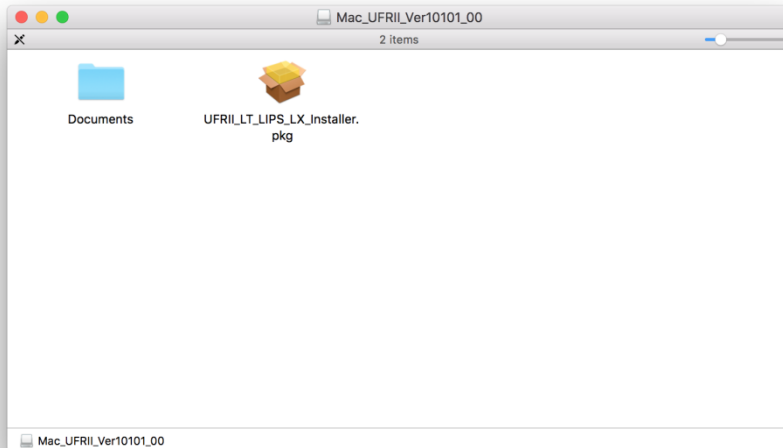 Mac_UFRII_Ver10101_00
2 items
Documents
UFRII_LT_LIPS_LX_Installer.
pkg
Mac_UFRII_Ver10101_00